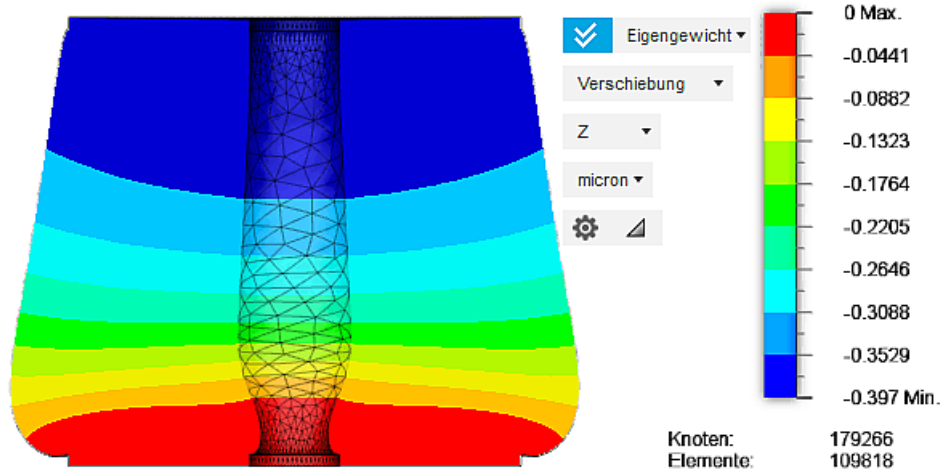 Eigengewicht
Verschiebung
Z
micron
0 Max.
-0.0441
-0.0882
-0.1323
-0.1764
-0.2205
-0.2646
-0.3088
-0.3529
-0.397 Min.
Knoten: 179266
Elemente: 109818